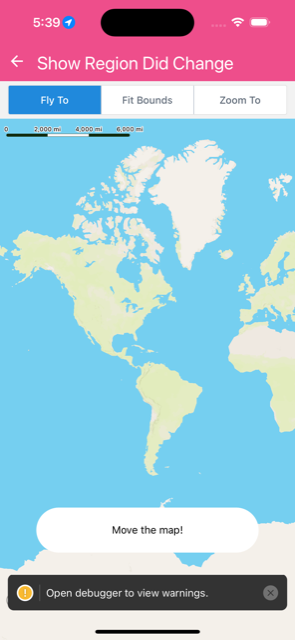 5:39
Show Region Did Change
Fly To Fit Bounds Zoom To
0 2,000 mi 4,000 mi 6,000 mi
Move the map!
Open debugger to view warnings.